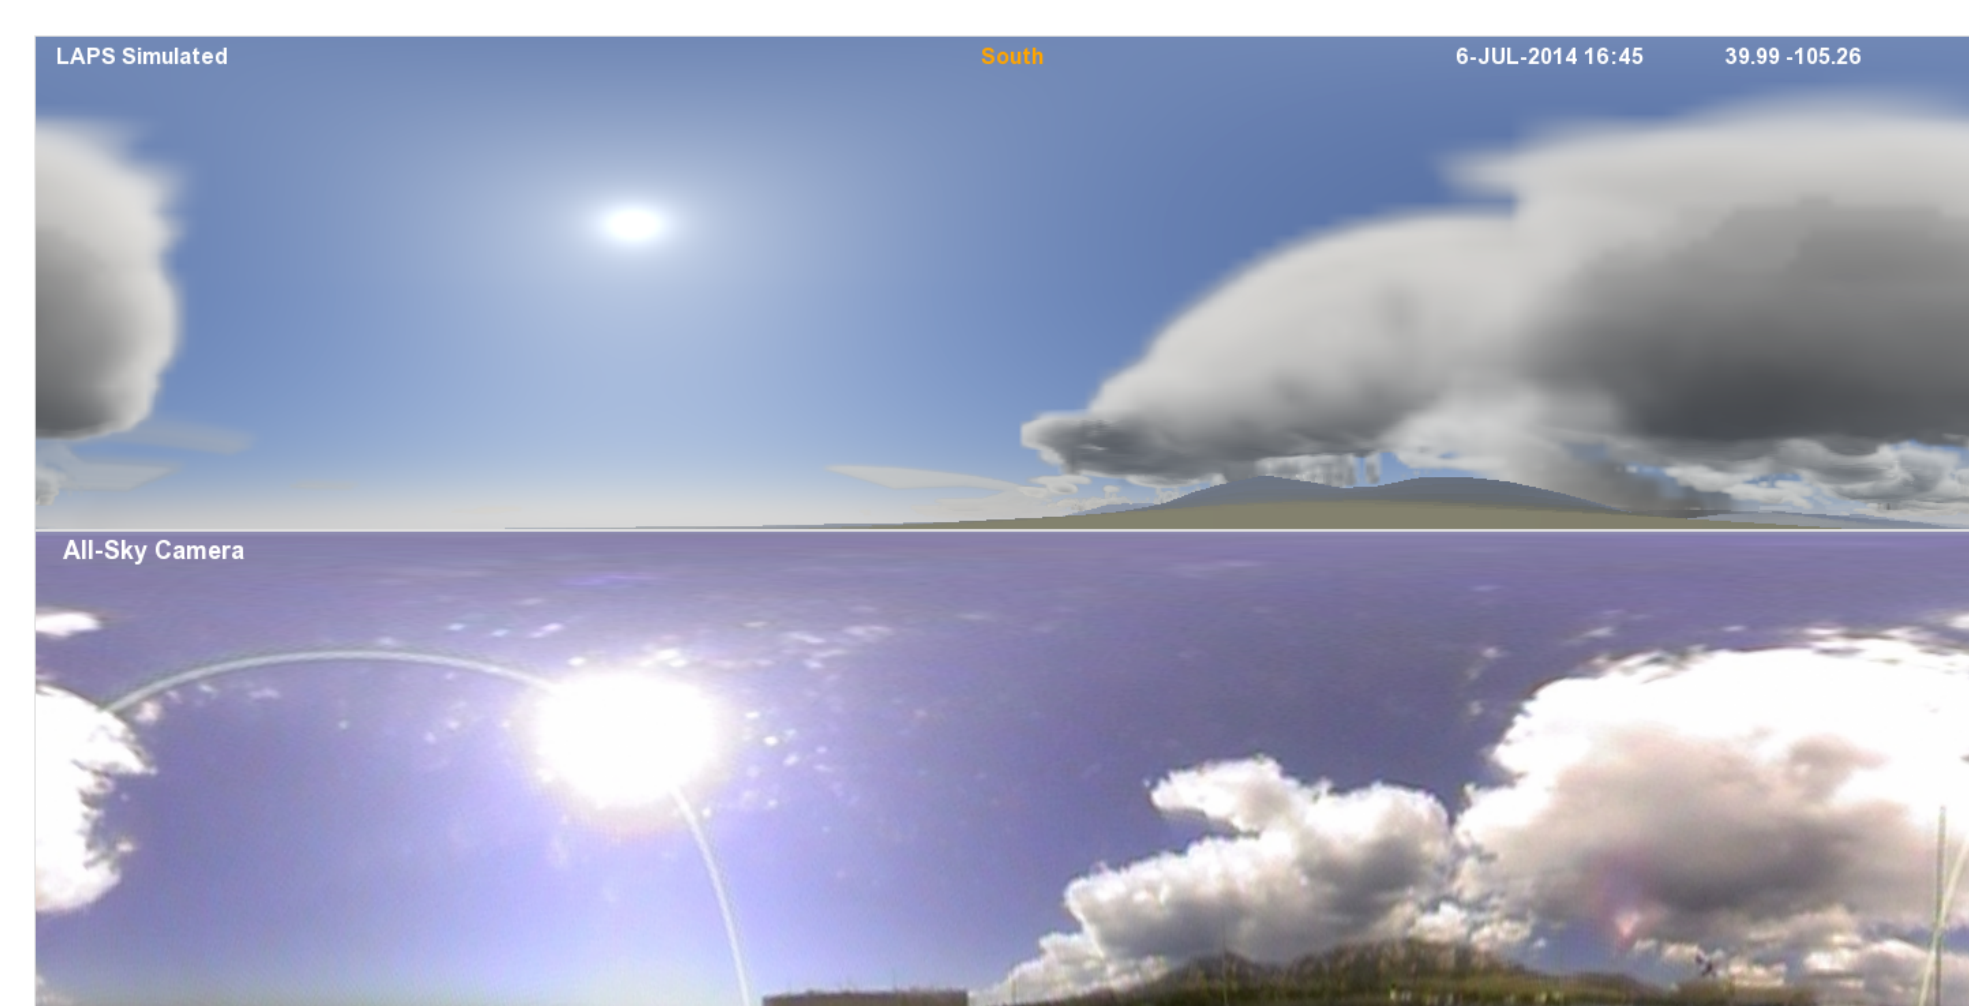 LAPS Simulated
South
6-JUL-2014 16:45
39.99 -105.26
All-Sky Camera